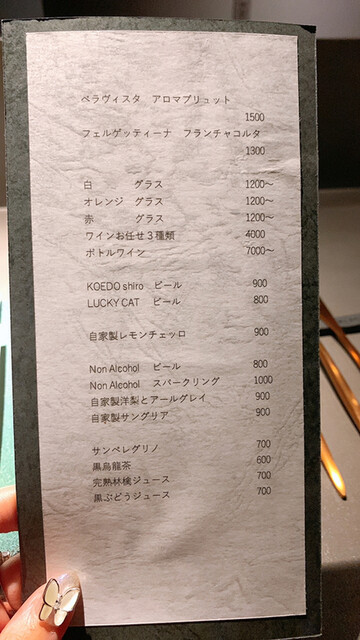 ペラヴィスタ アロマブリュット
1500
フェルゲッティーナ フランチャコルタ
1300
白 グラス 1200〜
オレンジ グラス 1200〜
赤 グラス 1200〜
ワインお任せ3種類 4000
ボトルワイン 7000〜
KOEDO shiro ビール 900
LUCKY CAT ビール 800
自家製レモンチェッロ 900
Non Alcohol ビール 800
Non Alcohol スパークリング 1000
自家製洋梨とアールグレイ 900
自家製サングリア 900
サンペレグリノ 700
黒烏龍茶 600
完熟林檎ジュース 700
黒ぶどうジュース 700